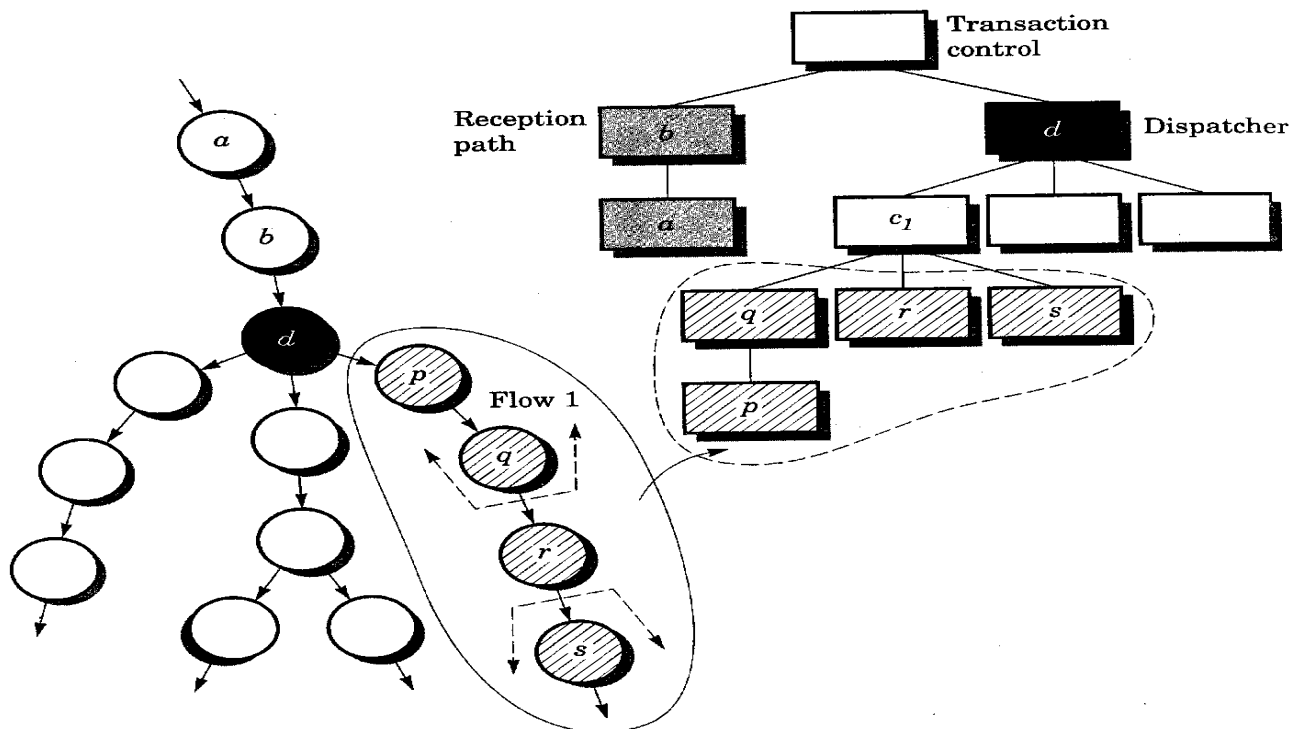 Transaction
control
Reception
path
b
d
Dispatcher
a
c1
q
r
s
p
a
b
d
p
Flow 1
q
r
s